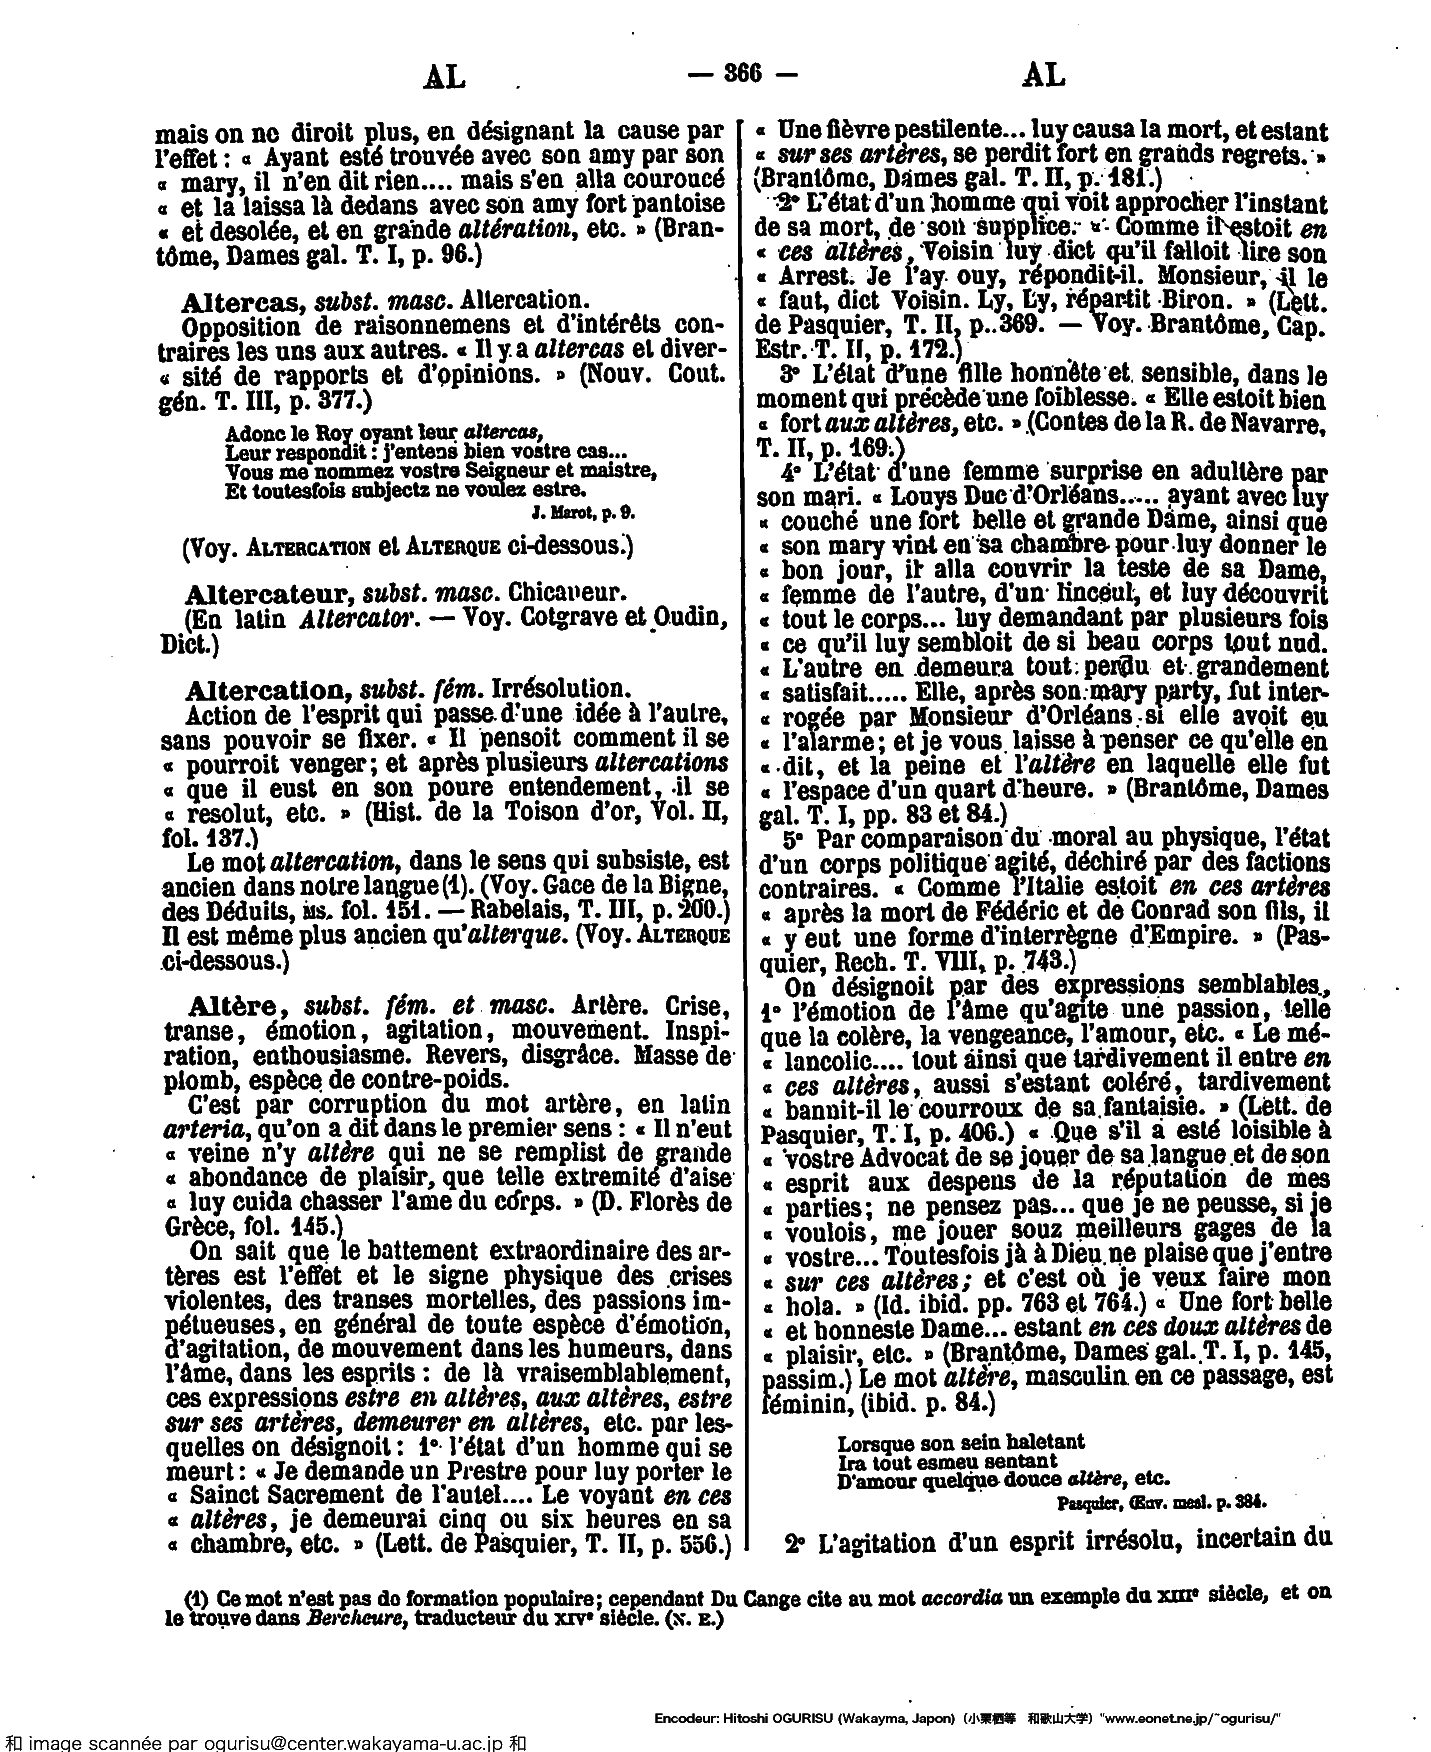 AL — 366 — AL
mais on ne diroit plus, en désignant la cause par
l'effet : « Ayant esté trouvée avec son amy par son
« mary, il n'en dit rien.... mais s'en alla couroucé
« et la laissa là dedans avec son amy fort pantoise
« et desolée, et en grande altération, etc. » (Bran-
tôme, Dames gal. T. I, p. 96.)
Altercas, subst. masc. Altercation.
Opposition de raisonnemens et d'intérêts con-
traires les uns aux autres. « Il y a altercas et diver-
« sité de rapports et d'opinions. » (Nouv. Cout.
gén. T. III, p. 377.)
Adonc le Roy oyant leur altercas,
Leur respondit : j'entens bien vostre cas...
Vous me nommez vostre Seigneur et maistre,
Et toutesfois subjectz ne voulez estre.
J. Marot, p. 9.
(Voy. ALTERCATION et ALTERQUE ci-dessous.)
Altercateur, subst. masc. Chicaneur.
(En latin Altercator. — Voy. Cotgrave et Oudin,
Dict.)
Altercation, subst. fém. Irrésolution.
Action de l'esprit qui passe d'une idée à l'autre,
sans pouvoir se fixer. « Il pensoit comment il se
« pourroit venger ; et après plusieurs altercations
« que il eust en son poure entendement, il se
« resolut, etc. » (Hist. de la Toison d'or, Vol. II,
fol. 137.)
Le mot altercation, dans le sens qui subsiste, est
ancien dans notre langue (1). (Voy. Gace de la Bigne,
des Déduits, MS. fol. 151. — Rabelais, T. III, p. 200.)
Il est même plus ancien qu'alterque. (Voy. ALTERQUE
ci-dessous.)
Altère, subst. fém. et masc. Artère. Crise,
transe, émotion, agitation, mouvement. Inspi-
ration, enthousiasme. Revers, disgrâce. Masse de
plomb, espèce de contre-poids.
C'est par corruption du mot artère, en latin
arteria, qu'on a dit dans le premier sens : « Il n'eut
« veine n'y altère qui ne se remplist de grande
« abondance de plaisir, que telle extremité d'aise
« luy cuida chasser l'ame du corps. » (D. Florès de
Grèce, fol. 145.)
On sait que le battement extraordinaire des ar-
tères est l'effet et le signe physique des crises
violentes, des transes mortelles, des passions im-
pétueuses, en général de toute espèce d'émotion,
d'agitation, de mouvement dans les humeurs, dans
l'âme, dans les esprits : de là vraisemblablement,
ces expressions estre en altères, aux altères, estre
sur ses artères, demeurer en altères, etc. par les-
quelles on désignoit : 1° l'état d'un homme qui se
meurt : « Je demande un Prestre pour luy porter le
« Sainct Sacrement de l'autel.... Le voyant en ces
« altères, je demeurai cinq ou six heures en sa
« chambre, etc. » (Lett. de Pasquier, T. II, p. 556.)
« Une fièvre pestilente... luy causa la mort, et estant
« sur ses artères, se perdit fort en grands regrets. »
(Brantôme, Dames gal. T. II, p. 181.)
2° L'état d'un homme qui voit approcher l'instant
de sa mort, de son supplice. « Comme il estoit en
« ces altères, Voisin luy dict qu'il falloit lire son
« Arrest. Je l'ay ouy, répondit-il. Monsieur, il le
« faut, dict Voisin. Ly, Ly, répartit Biron. » (Lett.
de Pasquier, T. II, p. 369. — Voy. Brantôme, Cap.
Estr. T. II, p. 172.)
3° L'état d'une fille honnête et sensible, dans le
moment qui précède une foiblesse. « Elle estoit bien
« fort aux altères, etc. » (Contes de la R. de Navarre,
T. II, p. 169.)
4° L'état d'une femme surprise en adultère par
son mari. « Louys Duc d'Orléans..... ayant avec luy
« couché une fort belle et grande Dame, ainsi que
« son mary vint en sa chambre pour luy donner le
« bon jour, il alla couvrir la teste de sa Dame,
« femme de l'autre, d'un linceul, et luy découvrit
« tout le corps... luy demandant par plusieurs fois
« ce qu'il luy sembloit de si beau corps tout nud.
« L'autre en demeura tout perdu et grandement
« satisfait..... Elle, après son mary party, fut inter-
« rogée par Monsieur d'Orléans si elle avoit eu
« l'alarme ; et je vous laisse à penser ce qu'elle en
« dit, et la peine et l'altère en laquelle elle fut
« l'espace d'un quart d'heure. » (Brantôme, Dames
gal. T. I, pp. 83 et 84.)
5° Par comparaison du moral au physique, l'état
d'un corps politique agité, déchiré par des factions
contraires. « Comme l'Italie estoit en ces artères
« après la mort de Fédéric et de Conrad son fils, il
« y eut une forme d'interrègne d'Empire. » (Pas-
quier, Rech. T. VIII, p. 743.)
On désignoit par des expressions semblables,
1° l'émotion de l'âme qu'agite une passion, telle
que la colère, la vengeance, l'amour, etc. « Le mé-
« lancolic.... tout ainsi que tardivement il entre en
« ces altères, aussi s'estant coléré, tardivement
« bannit-il le courroux de sa fantaisie. » (Lett. de
Pasquier, T. I, p. 406.) « Que s'il a esté loisible à
« vostre Advocat de se jouer de sa langue et de son
« esprit aux despens de la réputation de mes
« parties ; ne pensez pas... que je ne peusse, si je
« voulois, me jouer souz meilleurs gages de la
« vostre... Toutesfois jà à Dieu ne plaise que j'entre
« sur ces altères ; et c'est où je veux faire mon
« hola. » (Id. ibid. pp. 763 et 764.) « Une fort belle
« et honneste Dame... estant en ces doux altères de
« plaisir, etc. » (Brantôme, Dames gal. T. I, p. 145,
passim.) Le mot altère, masculin en ce passage, est
féminin, (ibid. p. 84.)
Lorsque son sein haletant
Ira tout esmeu sentant
D'amour quelque douce altère, etc.
Pasquier, Œuv. mesl. p. 384.
2° L'agitation d'un esprit irrésolu, incertain du
(1) Ce mot n'est pas de formation populaire ; cependant Du Cange cite au mot accordia un exemple du XIIIe siècle, et on
le trouve dans Bercheure, traducteur du XIVe siècle. (N. E.)
Encodeur: Hitoshi OGURISU (Wakayma, Japon) (小栗栖等 和歌山大学) "www.eonet.ne.jp/~ogurisu/"
和 image scannée par ogurisu@center.wakayama-u.ac.jp 和